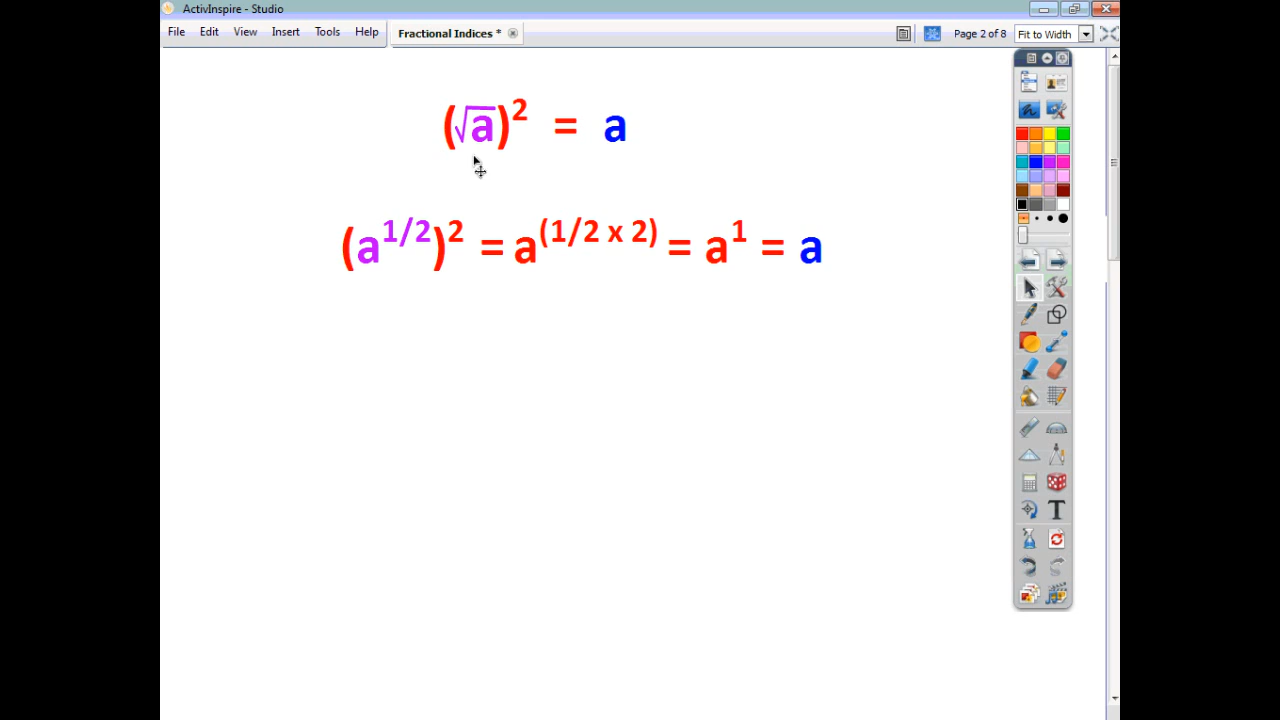 ActivInspire - Studio
File Edit View Insert Tools Help Fractional Indices * Page 2 of 8 Fit to Width
(√a)² = a
(a^1/2)² = a^(1/2 x 2) = a¹ = a
T